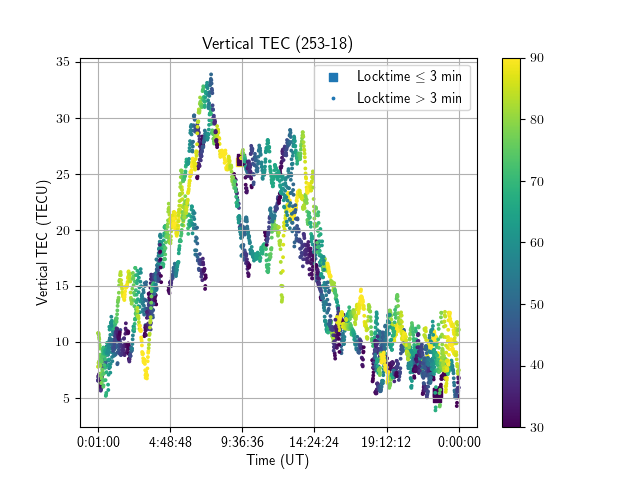 Vertical TEC (253-18)
Locktime ≤ 3 min
Locktime > 3 min
Vertical TEC (TECU)
35
30
25
20
15
10
5
0:01:00 4:48:48 9:36:36 14:24:24 19:12:12 0:00:00
Time (UT)
90
80
70
60
50
40
30